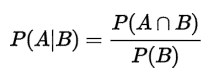 P(A|B) = P(A ∩ B) / P(B)